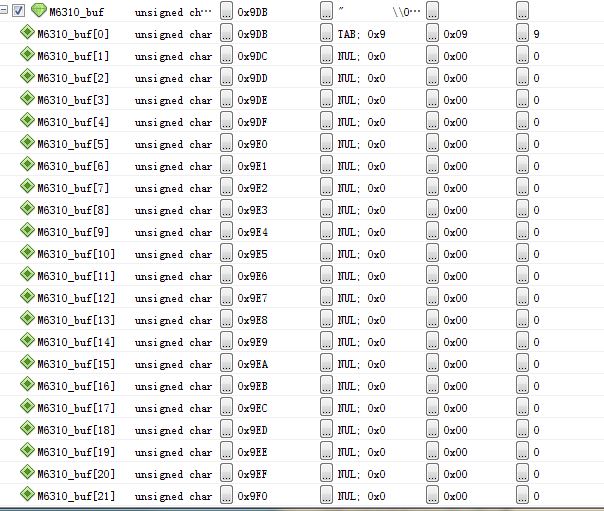 M6310_buf unsigned ch… 0x9DB " \\0…
M6310_buf[0] unsigned char 0x9DB TAB; 0x9 0x09 9
M6310_buf[1] unsigned char 0x9DC NUL; 0x0 0x00 0
M6310_buf[2] unsigned char 0x9DD NUL; 0x0 0x00 0
M6310_buf[3] unsigned char 0x9DE NUL; 0x0 0x00 0
M6310_buf[4] unsigned char 0x9DF NUL; 0x0 0x00 0
M6310_buf[5] unsigned char 0x9E0 NUL; 0x0 0x00 0
M6310_buf[6] unsigned char 0x9E1 NUL; 0x0 0x00 0
M6310_buf[7] unsigned char 0x9E2 NUL; 0x0 0x00 0
M6310_buf[8] unsigned char 0x9E3 NUL; 0x0 0x00 0
M6310_buf[9] unsigned char 0x9E4 NUL; 0x0 0x00 0
M6310_buf[10] unsigned char 0x9E5 NUL; 0x0 0x00 0
M6310_buf[11] unsigned char 0x9E6 NUL; 0x0 0x00 0
M6310_buf[12] unsigned char 0x9E7 NUL; 0x0 0x00 0
M6310_buf[13] unsigned char 0x9E8 NUL; 0x0 0x00 0
M6310_buf[14] unsigned char 0x9E9 NUL; 0x0 0x00 0
M6310_buf[15] unsigned char 0x9EA NUL; 0x0 0x00 0
M6310_buf[16] unsigned char 0x9EB NUL; 0x0 0x00 0
M6310_buf[17] unsigned char 0x9EC NUL; 0x0 0x00 0
M6310_buf[18] unsigned char 0x9ED NUL; 0x0 0x00 0
M6310_buf[19] unsigned char 0x9EE NUL; 0x0 0x00 0
M6310_buf[20] unsigned char 0x9EF NUL; 0x0 0x00 0
M6310_buf[21] unsigned char 0x9F0 NUL; 0x0 0x00 0